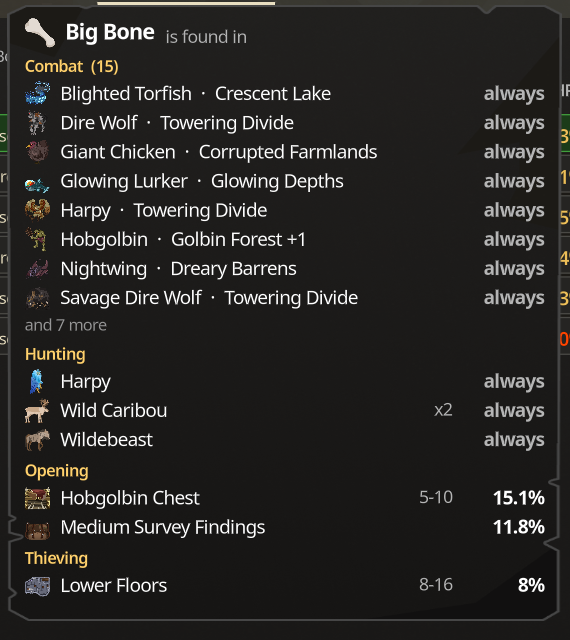 Big Bone is found in
Combat (15)
Blighted Torfish · Crescent Lake always
Dire Wolf · Towering Divide always
Giant Chicken · Corrupted Farmlands always
Glowing Lurker · Glowing Depths always
Harpy · Towering Divide always
Hobgolbin · Golbin Forest +1 always
Nightwing · Dreary Barrens always
Savage Dire Wolf · Towering Divide always
and 7 more
Hunting
Harpy always
Wild Caribou x2 always
Wildebeast always
Opening
Hobgolbin Chest 5-10 15.1%
Medium Survey Findings 11.8%
Thieving
Lower Floors 8-16 8%